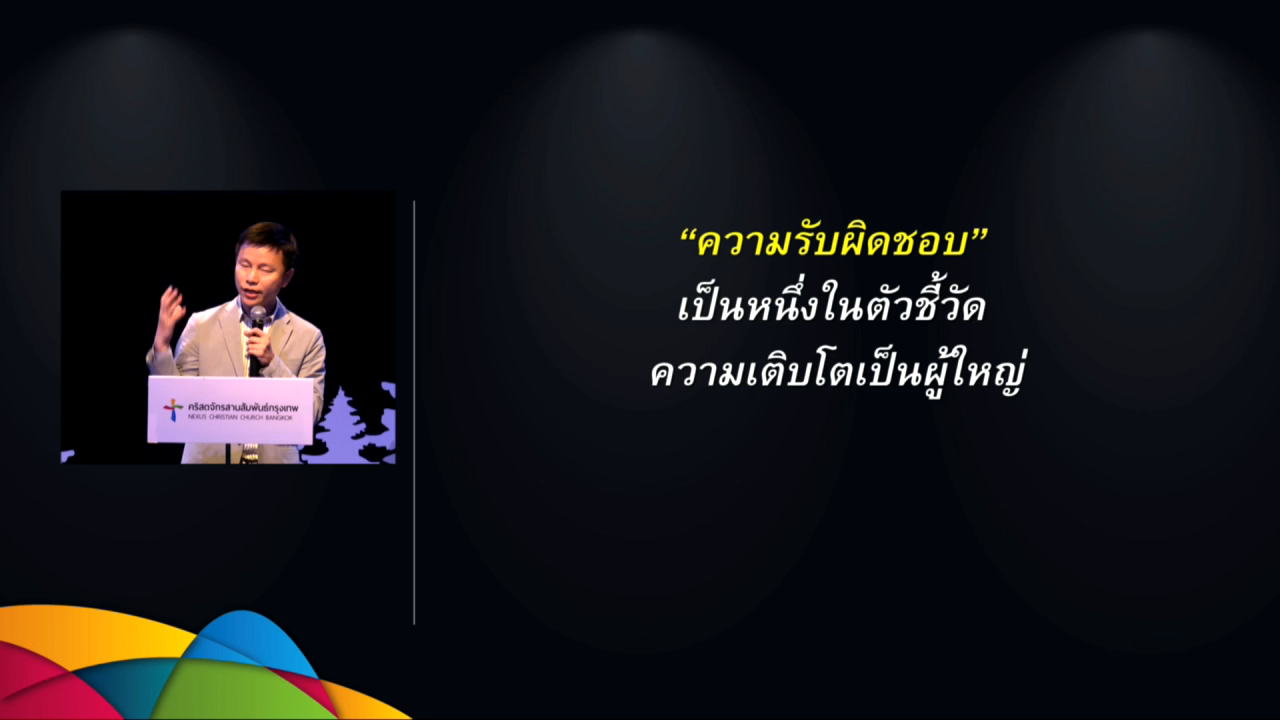 คริสตจักรสานสัมพันธ์กรุงเทพ
NEXUS CHRISTIAN CHURCH BANGKOK
“ความรับผิดชอบ”
เป็นหนึ่งในตัวชี้วัด
ความเติบโตเป็นผู้ใหญ่